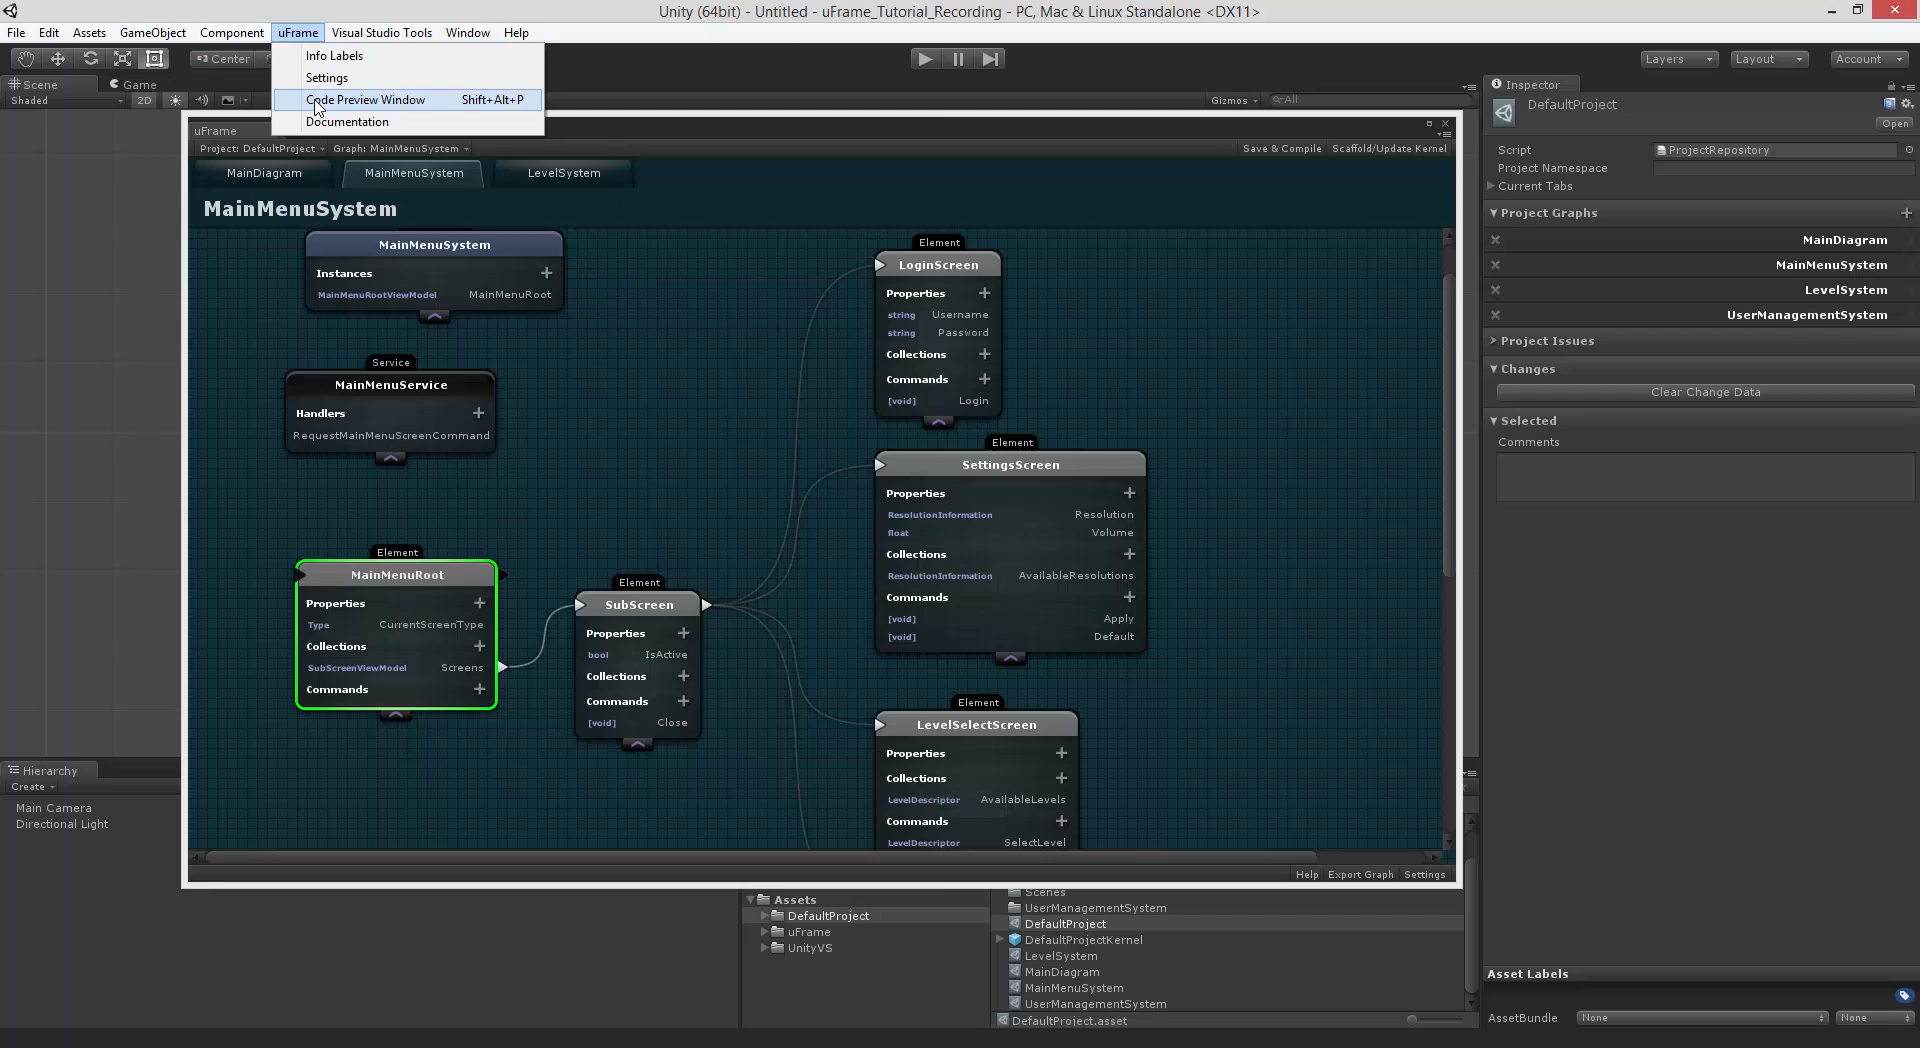 Unity (64bit) - Untitled - uFrame_Tutorial_Recording - PC, Mac & Linux Standalone <DX11>
File Edit Assets GameObject Component uFrame Visual Studio Tools Window Help
Center Layers Layout Account
Info Labels
Settings
Code Preview Window Shift+Alt+P
Documentation
Scene Game
Shaded 2D Gizmos All
uFrame
Project: DefaultProject Graph: MainMenuSystem Save & Compile Scaffold/Update Kernel
MainDiagram MainMenuSystem LevelSystem
MainMenuSystem
MainMenuSystem
Instances
MainMenuRootViewModel MainMenuRoot
Service
MainMenuService
Handlers
RequestMainMenuScreenCommand
Element
MainMenuRoot
Properties
Type CurrentScreenType
Collections
SubScreenViewModel Screens
Commands
Element
SubScreen
Properties
bool IsActive
Collections
Commands
[void] Close
Element
LoginScreen
Properties
string Username
string Password
Collections
Commands
[void] Login
Element
SettingsScreen
Properties
ResolutionInformation Resolution
float Volume
Collections
ResolutionInformation AvailableResolutions
Commands
[void] Apply
[void] Default
Element
LevelSelectScreen
Properties
Collections
LevelDescriptor AvailableLevels
Commands
LevelDescriptor SelectLevel
Help Export Graph Settings
Hierarchy
Create
Main Camera
Directional Light
Assets
DefaultProject
uFrame
UnityVS
Scenes
UserManagementSystem
DefaultProject
DefaultProjectKernel
LevelSystem
MainDiagram
MainMenuSystem
UserManagementSystem
DefaultProject.asset
Inspector
DefaultProject
Open
Script ProjectRepository
Project Namespace
Current Tabs
Project Graphs
MainDiagram
MainMenuSystem
LevelSystem
UserManagementSystem
Project Issues
Changes
Clear Change Data
Selected
Comments
Asset Labels
AssetBundle None None